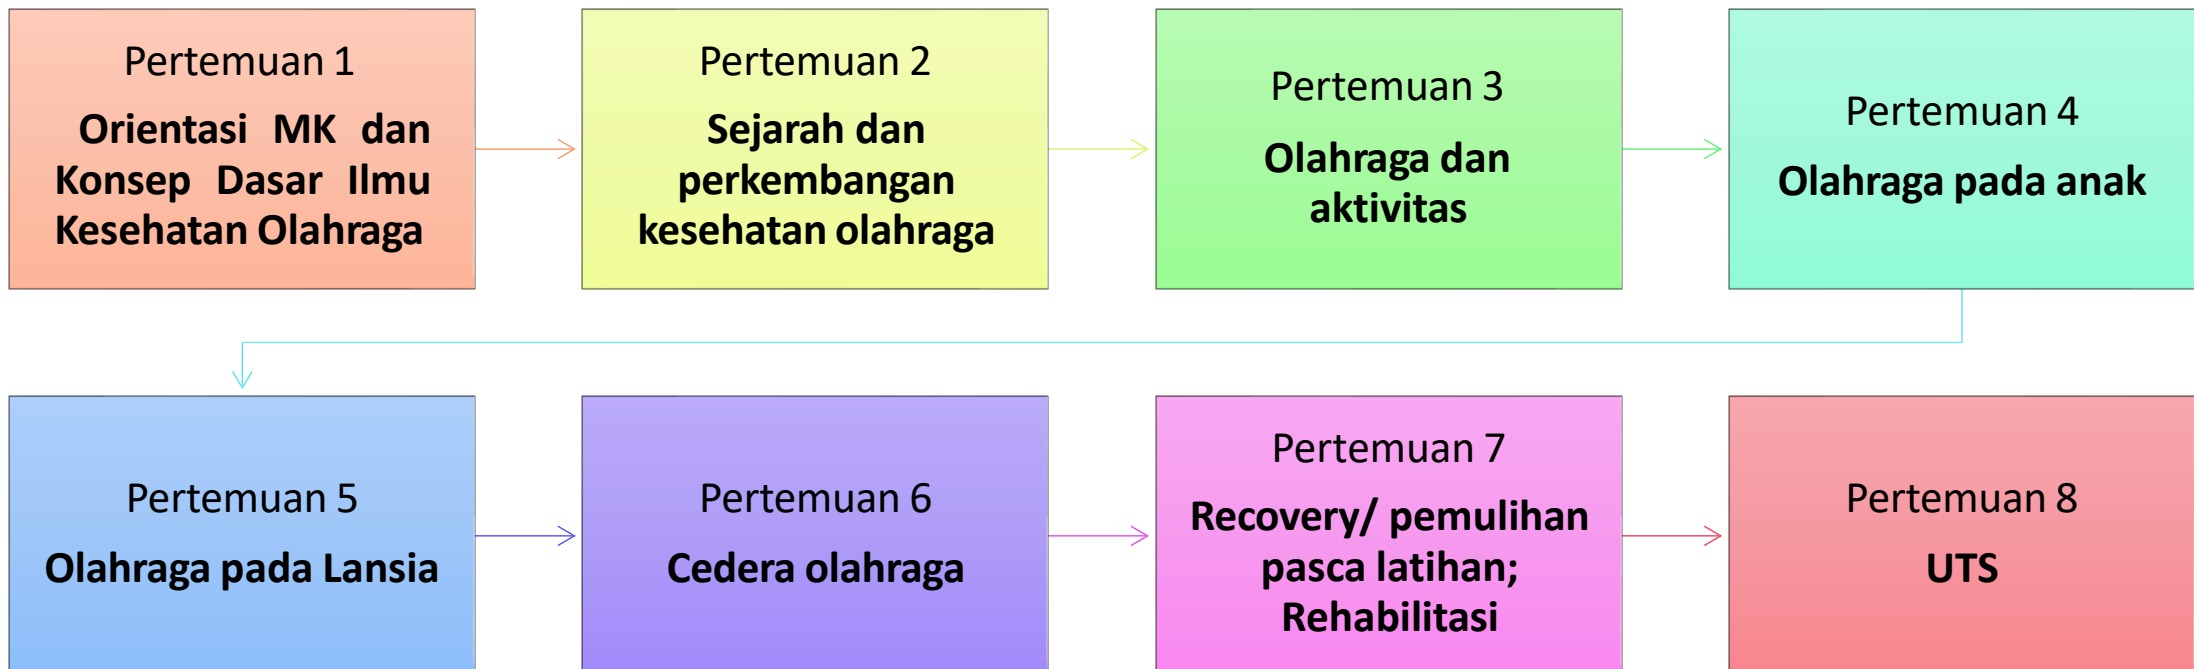 Pertemuan 1
Orientasi MK dan
Konsep Dasar Ilmu
Kesehatan Olahraga
Pertemuan 2
Sejarah dan
perkembangan
kesehatan olahraga
Pertemuan 3
Olahraga dan
aktivitas
Pertemuan 4
Olahraga pada anak
Pertemuan 5
Olahraga pada Lansia
Pertemuan 6
Cedera olahraga
Pertemuan 7
Recovery/ pemulihan
pasca latihan;
Rehabilitasi
Pertemuan 8
UTS